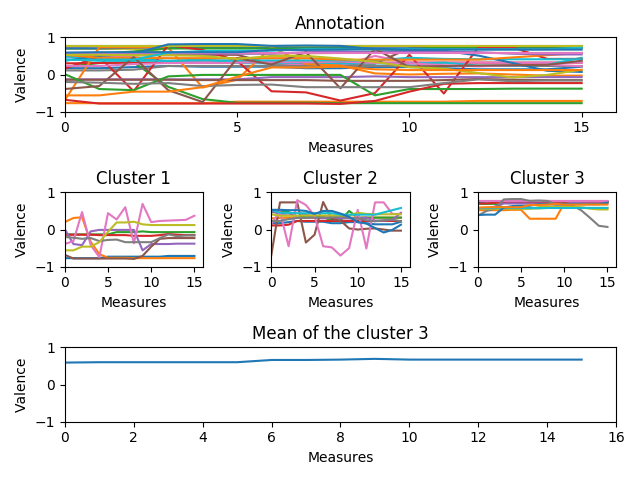 Annotation
Valence
1
0
−1
0 5 10 15
Measures
Cluster 1 Cluster 2 Cluster 3
Valence Valence Valence
1 1 1
0 0 0
−1 −1 −1
0 5 10 15 0 5 10 15 0 5 10 15
Measures Measures Measures
Mean of the cluster 3
Valence
1
0
−1
0 2 4 6 8 10 12 14 16
Measures